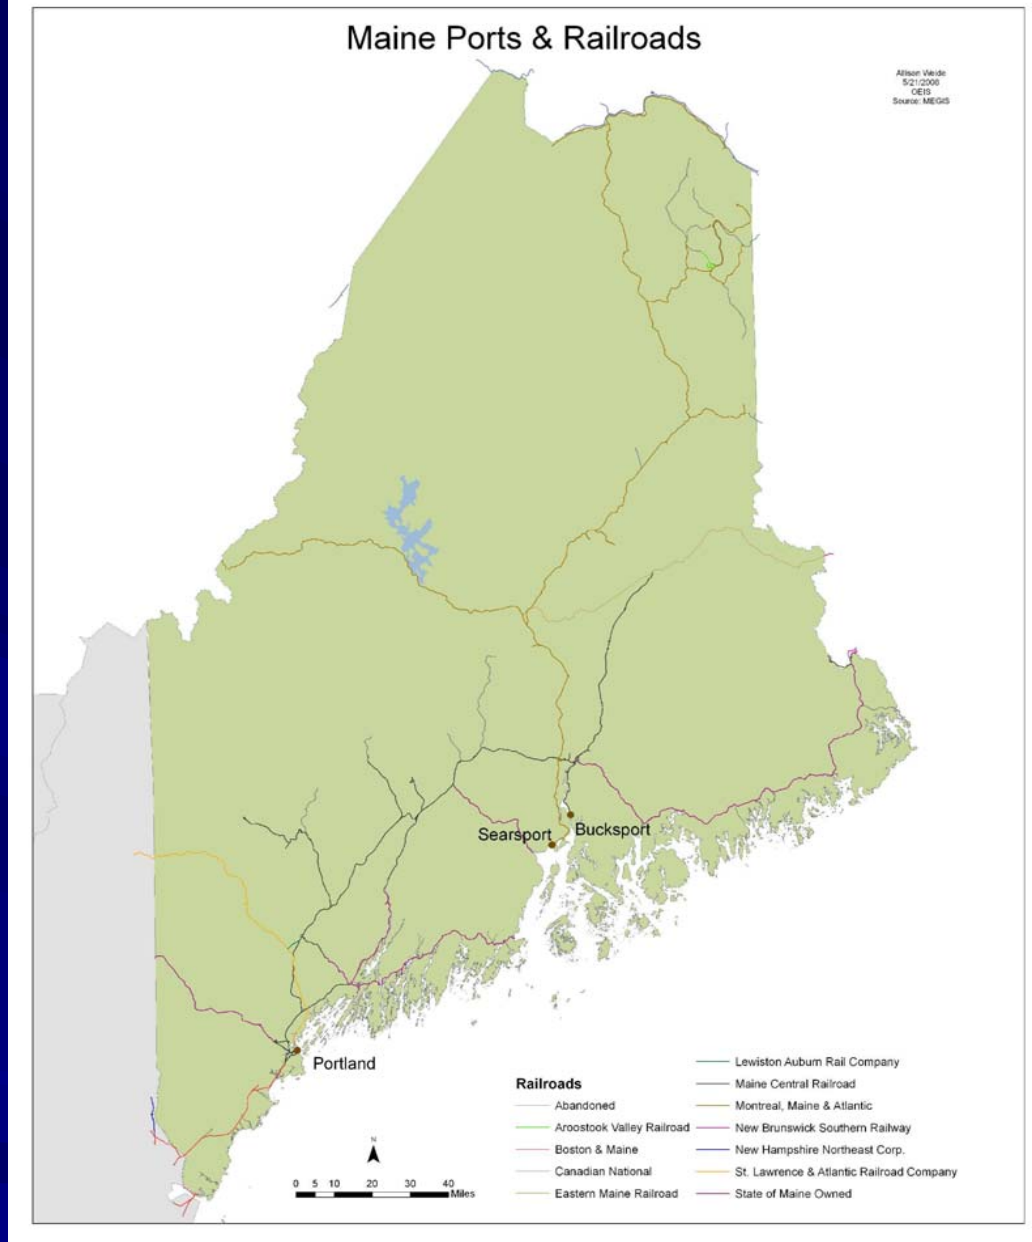 Maine Ports & Railroads
Allison Weide
5/21/2008
OEIS
Source: MEGIS
Searsport
Bucksport
Portland
Railroads
Abandoned
Aroostook Valley Railroad
Boston & Maine
Canadian National
Eastern Maine Railroad
Lewiston Auburn Rail Company
Maine Central Railroad
Montreal, Maine & Atlantic
New Brunswick Southern Railway
New Hampshire Northeast Corp.
St. Lawrence & Atlantic Railroad Company
State of Maine Owned
N
0 5 10 20 30 40
Miles